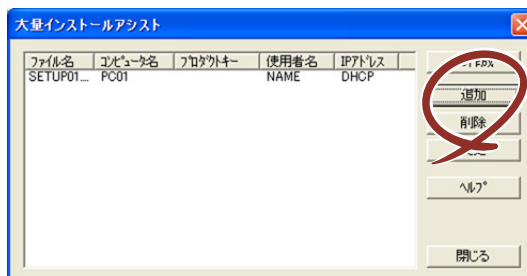 大量インストールアシスト
ファイル名 コンピュータ名 プロダクトキー 使用者名 IPアドレス
SETUP01... PC01 NAME DHCP
追加
削除
ヘルプ
閉じる